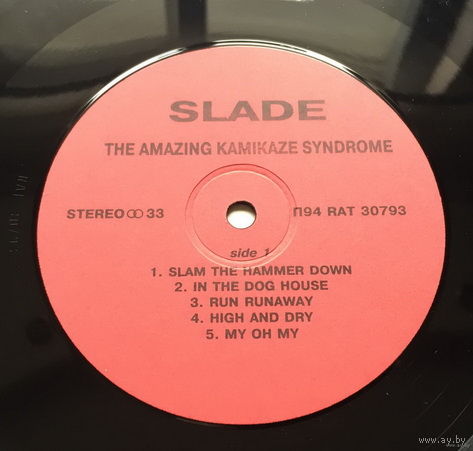 SLADE
THE AMAZING KAMIKAZE SYNDROME
STEREO 33 П94 RAT 30793
side 1
1. SLAM THE HAMMER DOWN
2. IN THE DOG HOUSE
3. RUN RUNAWAY
4. HIGH AND DRY
5. MY OH MY
www.ay.by